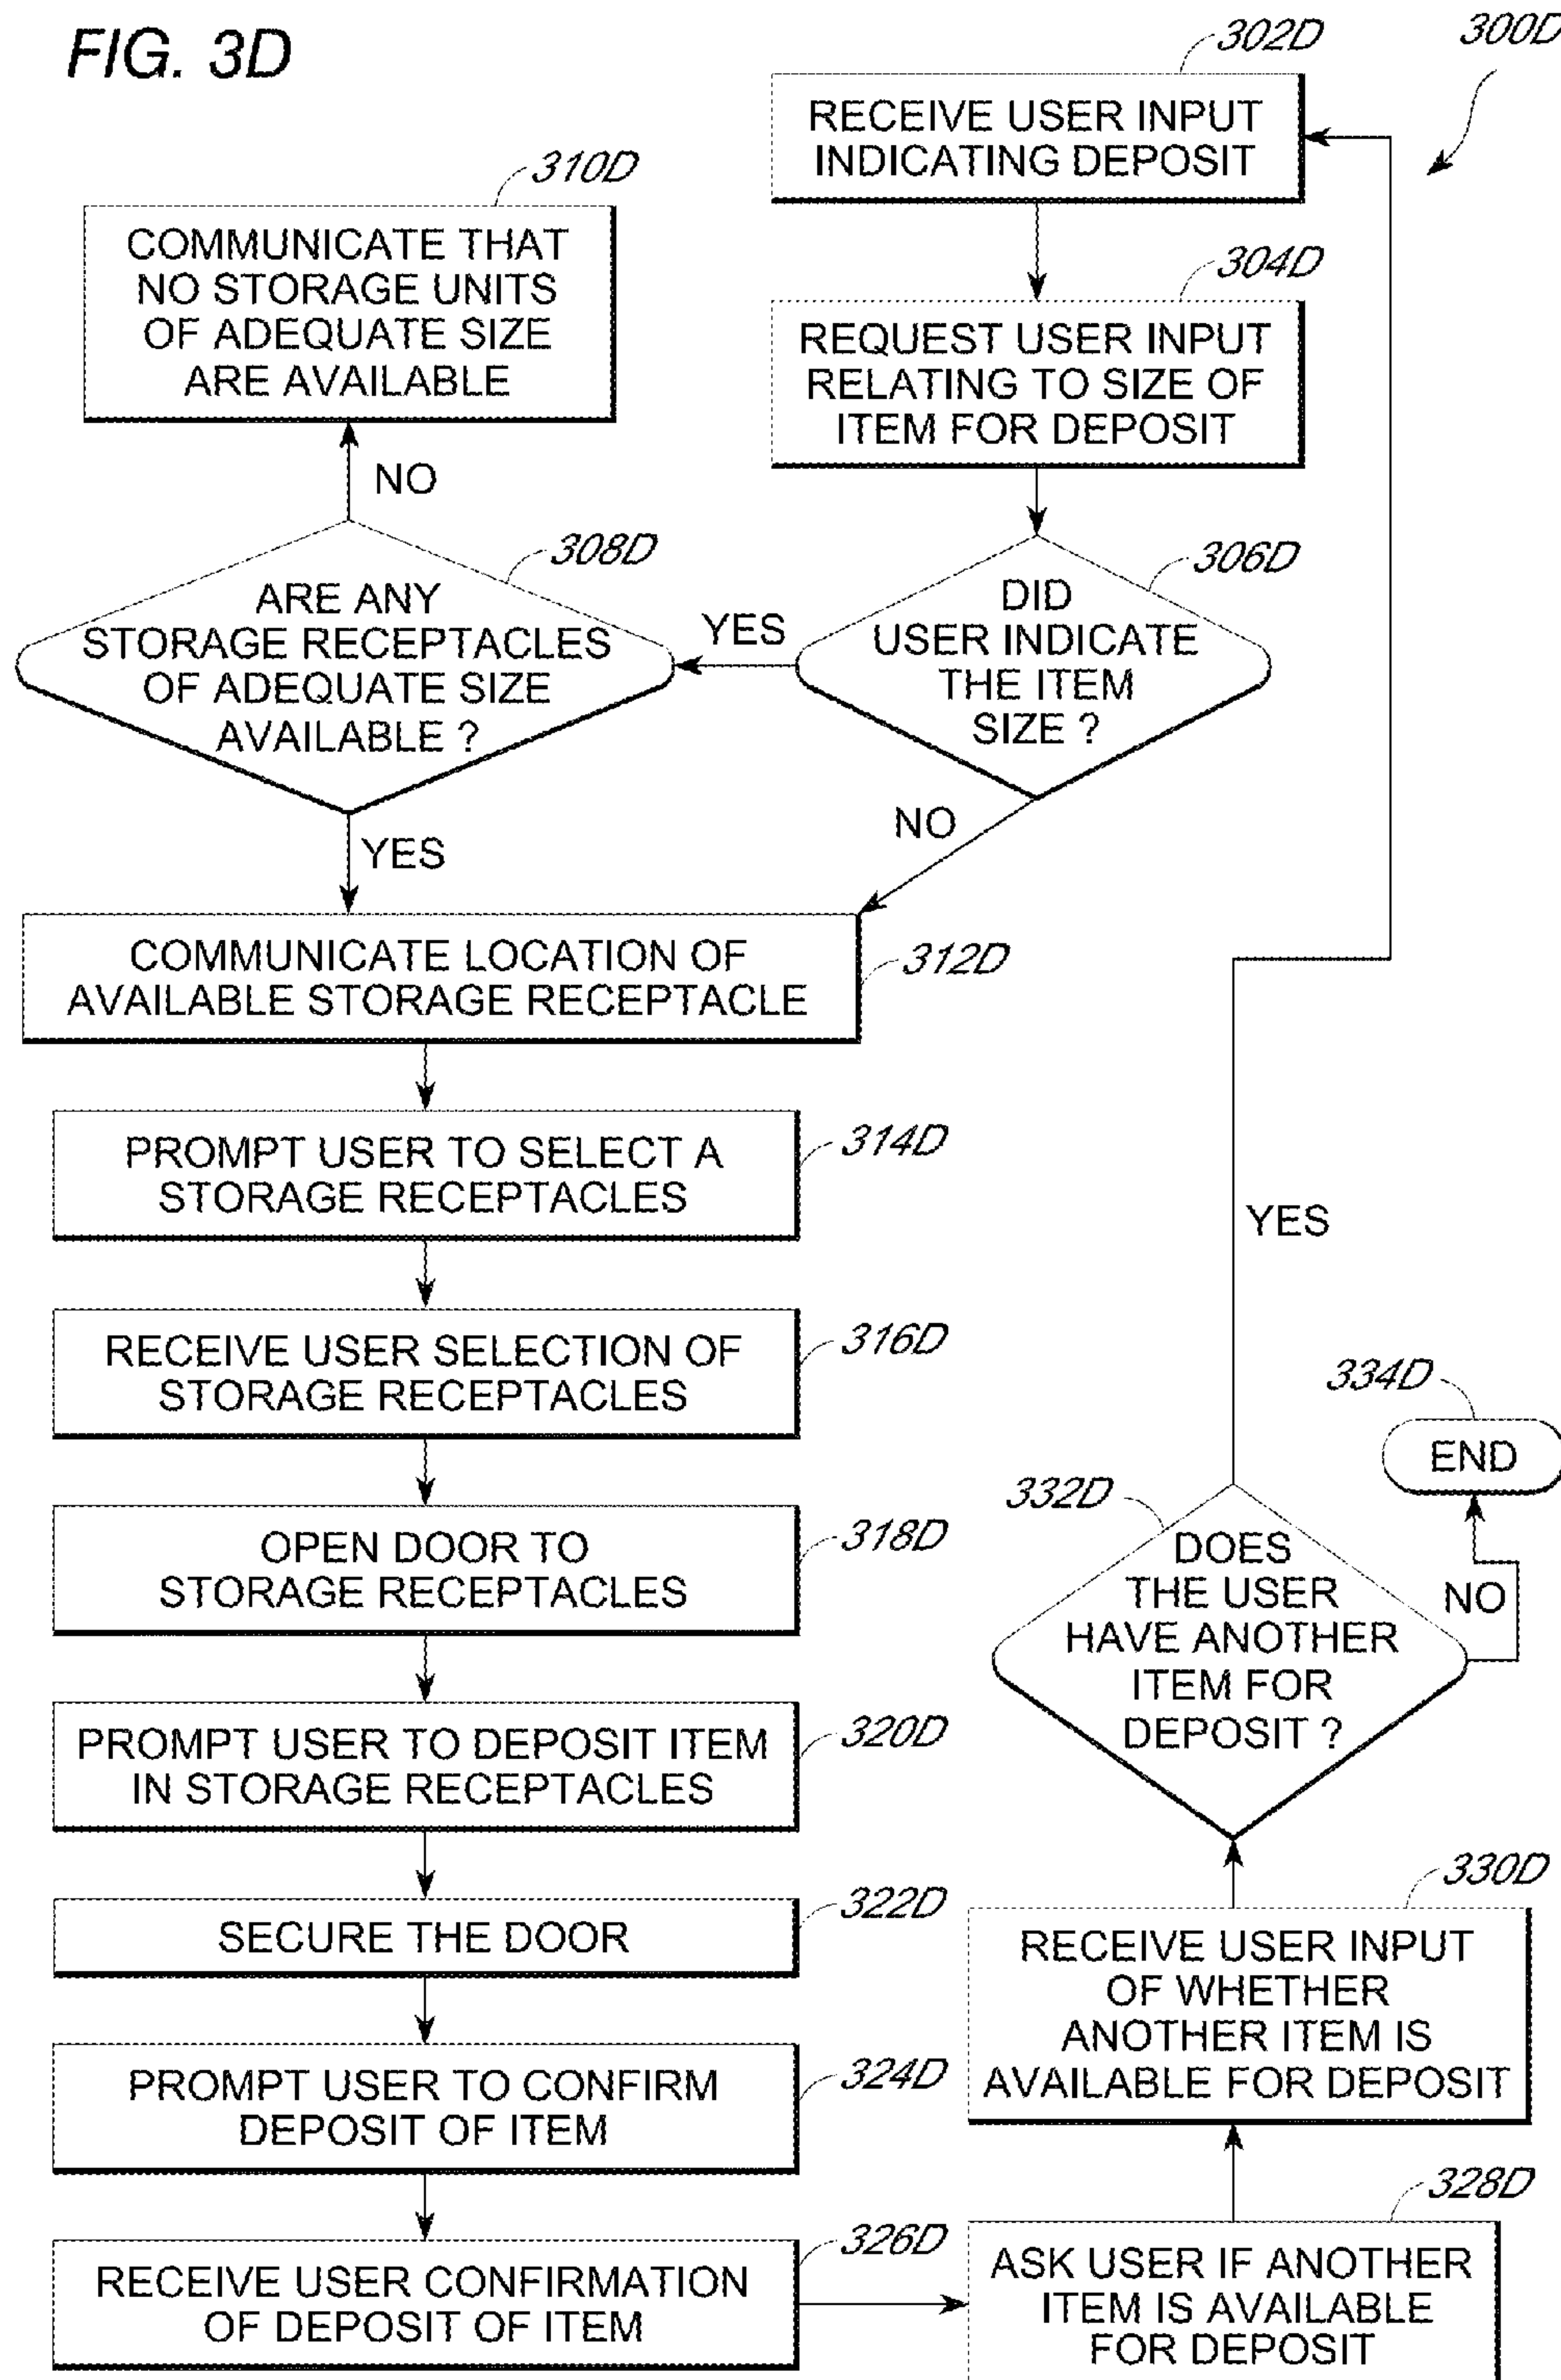 FIG. 3D
300D
302D
RECEIVE USER INPUT
INDICATING DEPOSIT
304D
REQUEST USER INPUT
RELATING TO SIZE OF
ITEM FOR DEPOSIT
306D
DID
USER INDICATE
THE ITEM
SIZE ?
YES
NO
308D
ARE ANY
STORAGE RECEPTACLES
OF ADEQUATE SIZE
AVAILABLE ?
NO
310D
COMMUNICATE THAT
NO STORAGE UNITS
OF ADEQUATE SIZE
ARE AVAILABLE
YES
312D
COMMUNICATE LOCATION OF
AVAILABLE STORAGE RECEPTACLE
314D
PROMPT USER TO SELECT A
STORAGE RECEPTACLES
316D
RECEIVE USER SELECTION OF
STORAGE RECEPTACLES
318D
OPEN DOOR TO
STORAGE RECEPTACLES
320D
PROMPT USER TO DEPOSIT ITEM
IN STORAGE RECEPTACLES
322D
SECURE THE DOOR
324D
PROMPT USER TO CONFIRM
DEPOSIT OF ITEM
326D
RECEIVE USER CONFIRMATION
OF DEPOSIT OF ITEM
328D
ASK USER IF ANOTHER
ITEM IS AVAILABLE
FOR DEPOSIT
330D
RECEIVE USER INPUT
OF WHETHER
ANOTHER ITEM IS
AVAILABLE FOR DEPOSIT
332D
DOES
THE USER
HAVE ANOTHER
ITEM FOR
DEPOSIT ?
YES
NO
334D
END